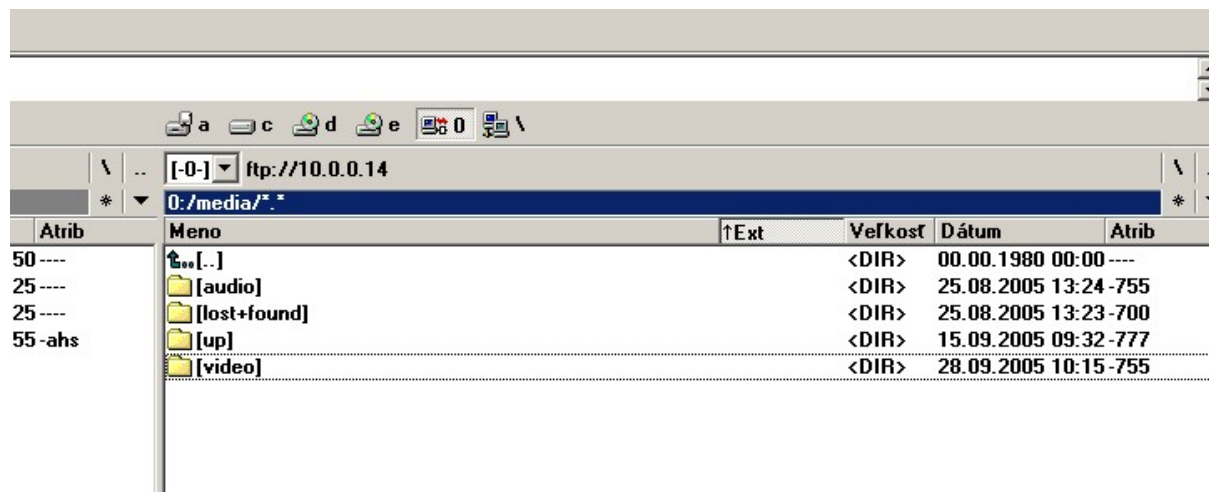 a c d e 0 \
\ .. [-0-] ftp://10.0.0.14 \ .
* 0:/media/*.* *
Atrib Meno ↑Ext Veľkosť Dátum Atrib
50 ---- [..] <DIR> 00.00.1980 00:00 ----
25 ---- [audio] <DIR> 25.08.2005 13:24 -755
25 ---- [lost+found] <DIR> 25.08.2005 13:23 -700
55 -ahs [up] <DIR> 15.09.2005 09:32 -777
[video] <DIR> 28.09.2005 10:15 -755